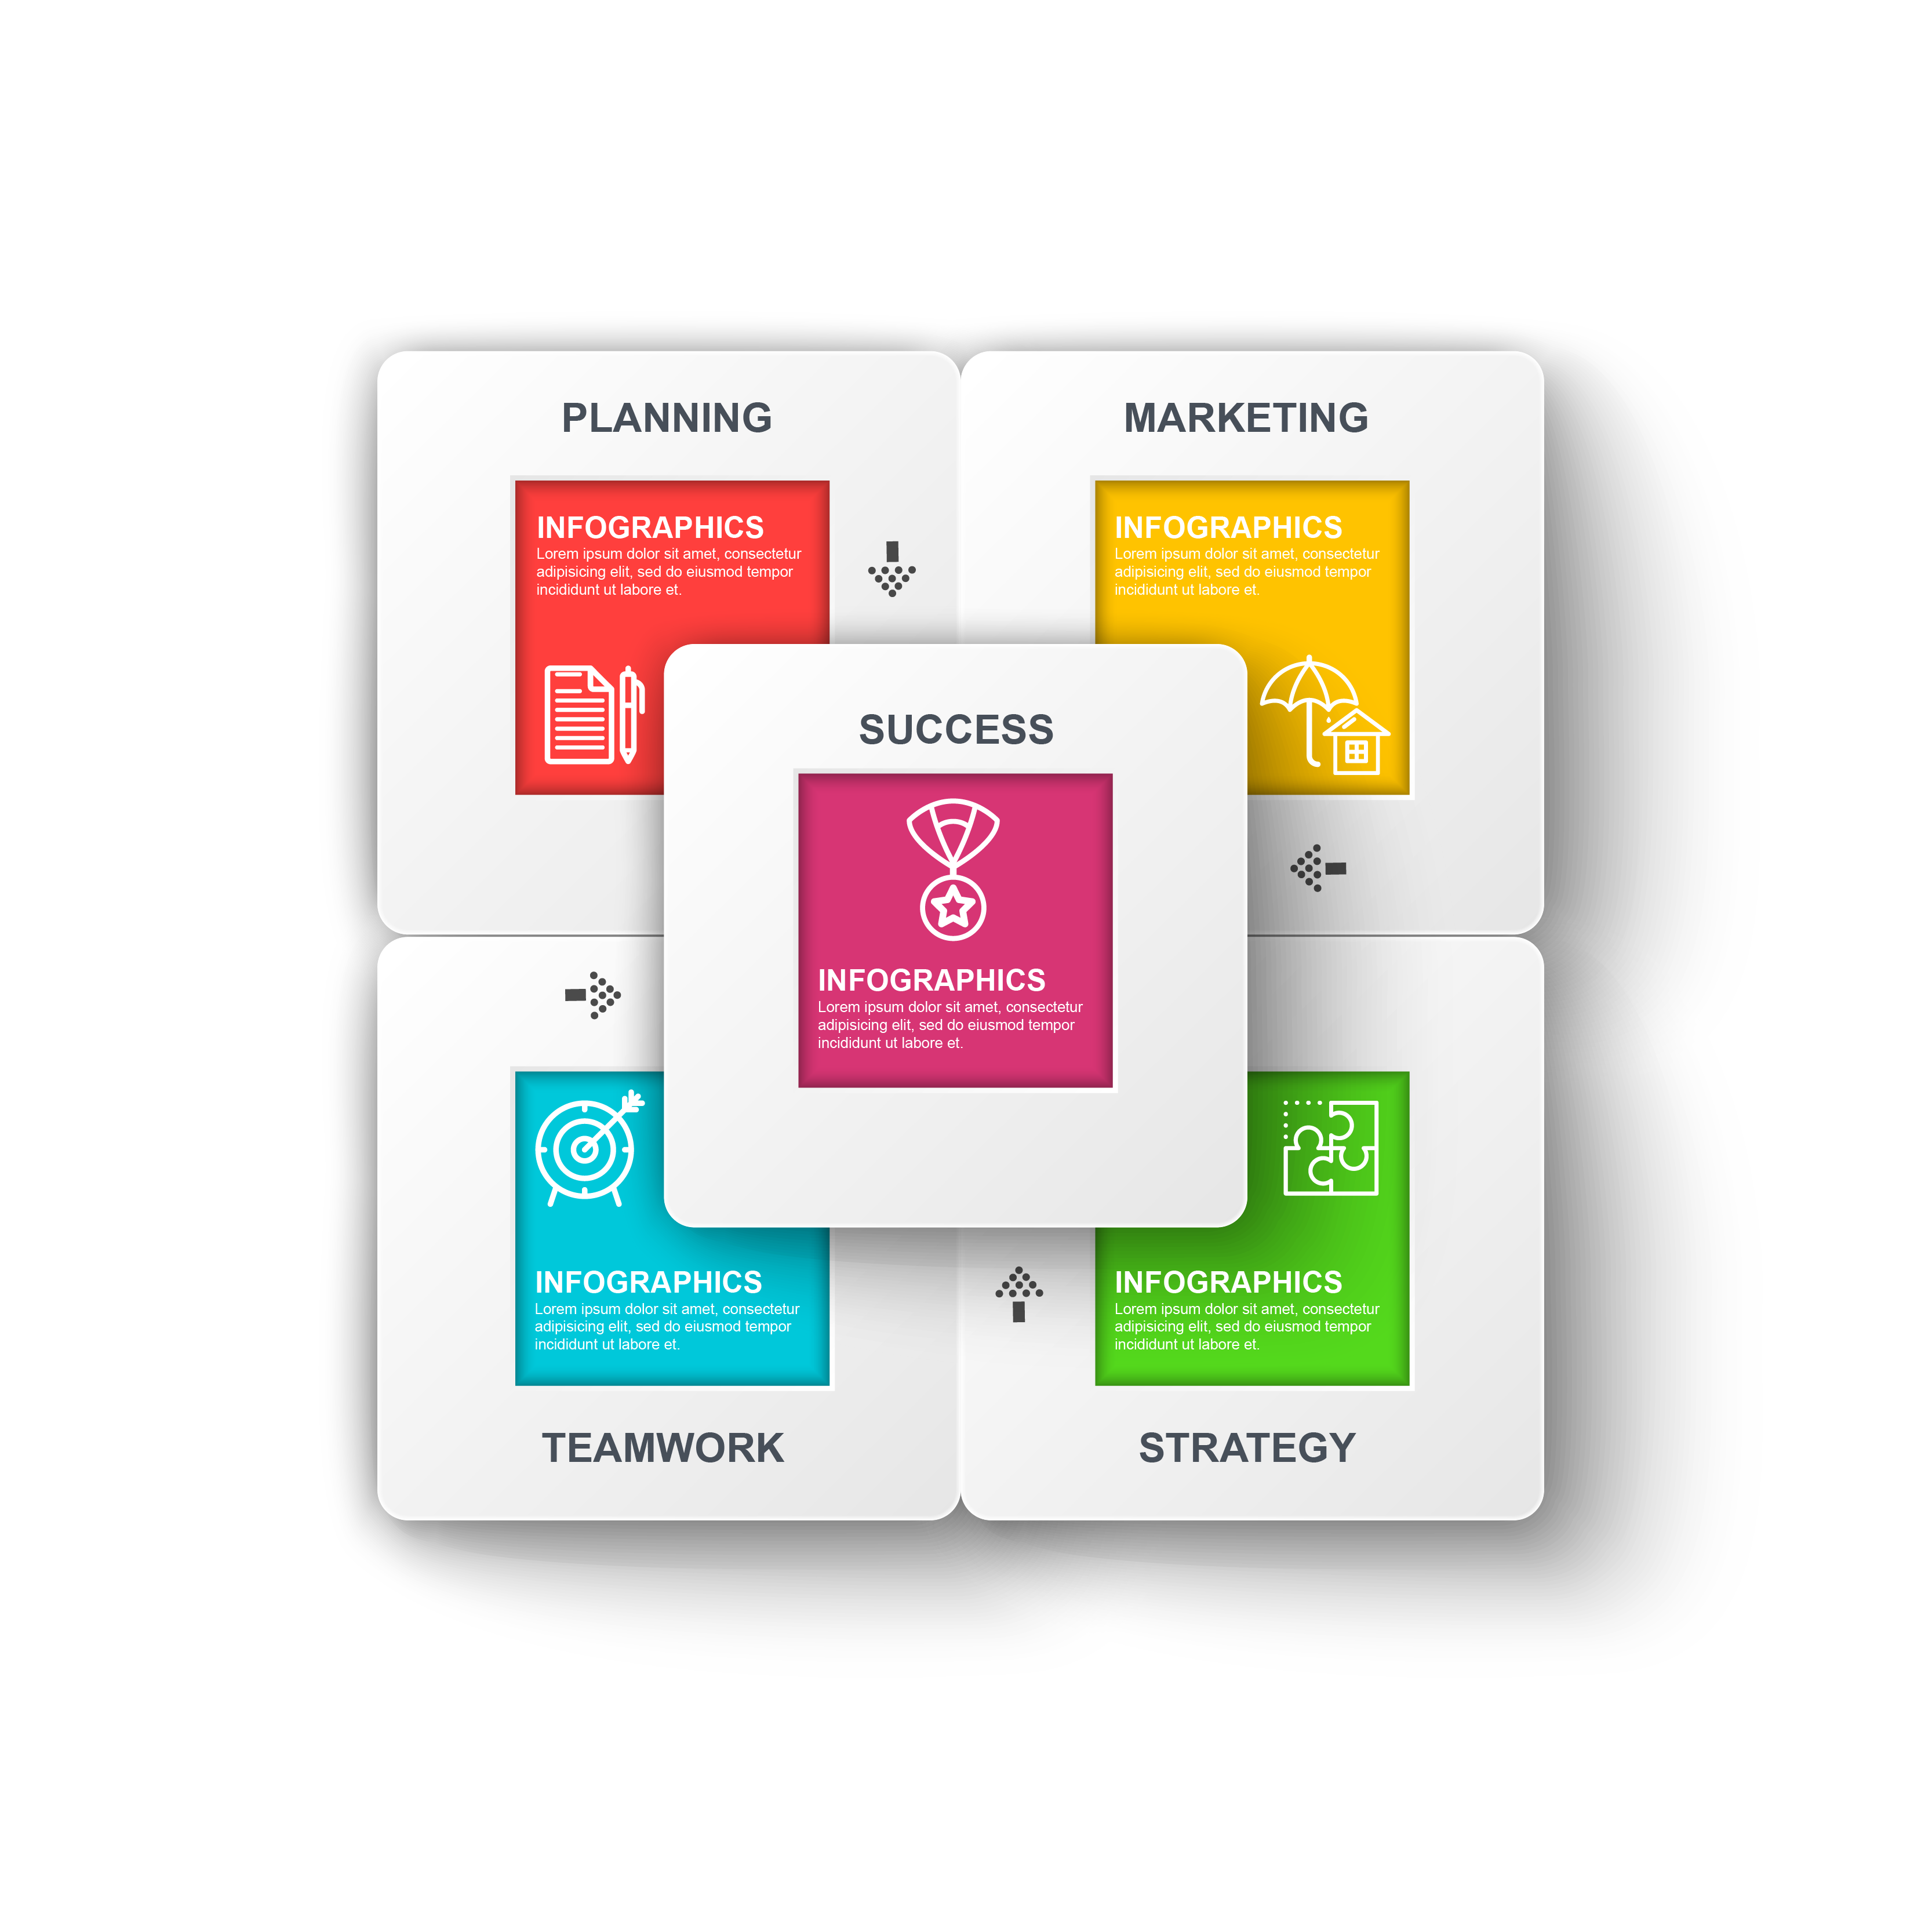 PLANNING
INFOGRAPHICS
Lorem ipsum dolor sit amet, consectetur
adipisicing elit, sed do eiusmod tempor
incididunt ut labore et.
MARKETING
INFOGRAPHICS
Lorem ipsum dolor sit amet, consectetur
adipisicing elit, sed do eiusmod tempor
incididunt ut labore et.
SUCCESS
INFOGRAPHICS
Lorem ipsum dolor sit amet, consectetur
adipisicing elit, sed do eiusmod tempor
incididunt ut labore et.
INFOGRAPHICS
Lorem ipsum dolor sit amet, consectetur
adipisicing elit, sed do eiusmod tempor
incididunt ut labore et.
TEAMWORK
INFOGRAPHICS
Lorem ipsum dolor sit amet, consectetur
adipisicing elit, sed do eiusmod tempor
incididunt ut labore et.
STRATEGY